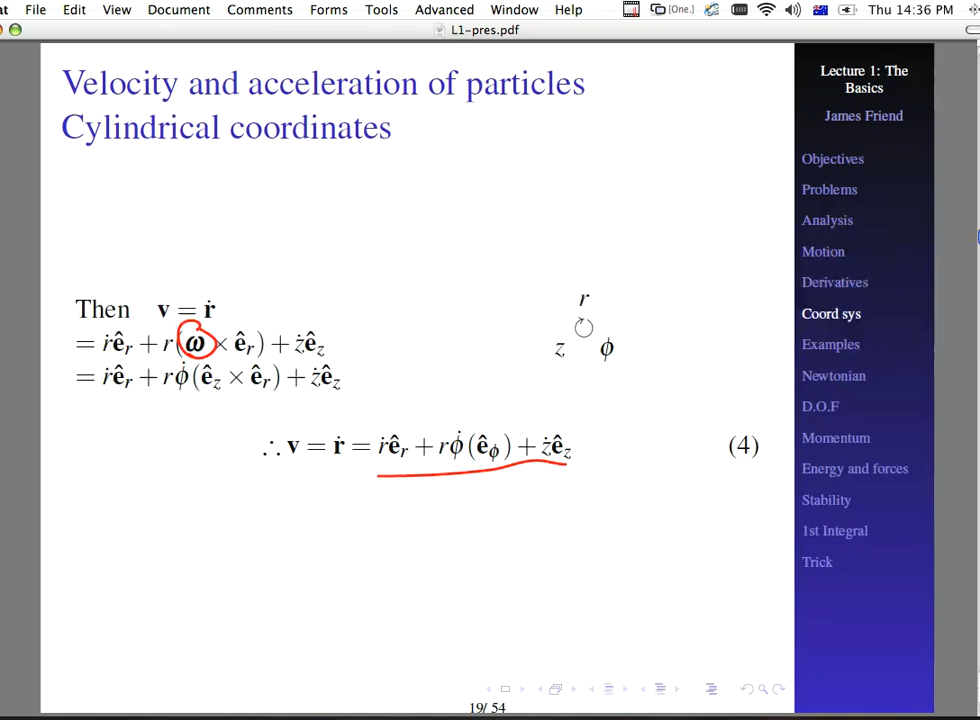 at File Edit View Document Comments Forms Tools Advanced Window Help [One.] Thu 14:36 PM
L1-pres.pdf
Velocity and acceleration of particles
Cylindrical coordinates
Then v = ṙ
= ṙê_r + r(ω × ê_r) + żê_z
= ṙê_r + rϕ̇(ê_z × ê_r) + żê_z
r
z ϕ
∴ v = ṙ = ṙê_r + rϕ̇(ê_ϕ) + żê_z (4)
19/ 54
Lecture 1: The
Basics
James Friend
Objectives
Problems
Analysis
Motion
Derivatives
Coord sys
Examples
Newtonian
D.O.F
Momentum
Energy and forces
Stability
1st Integral
Trick